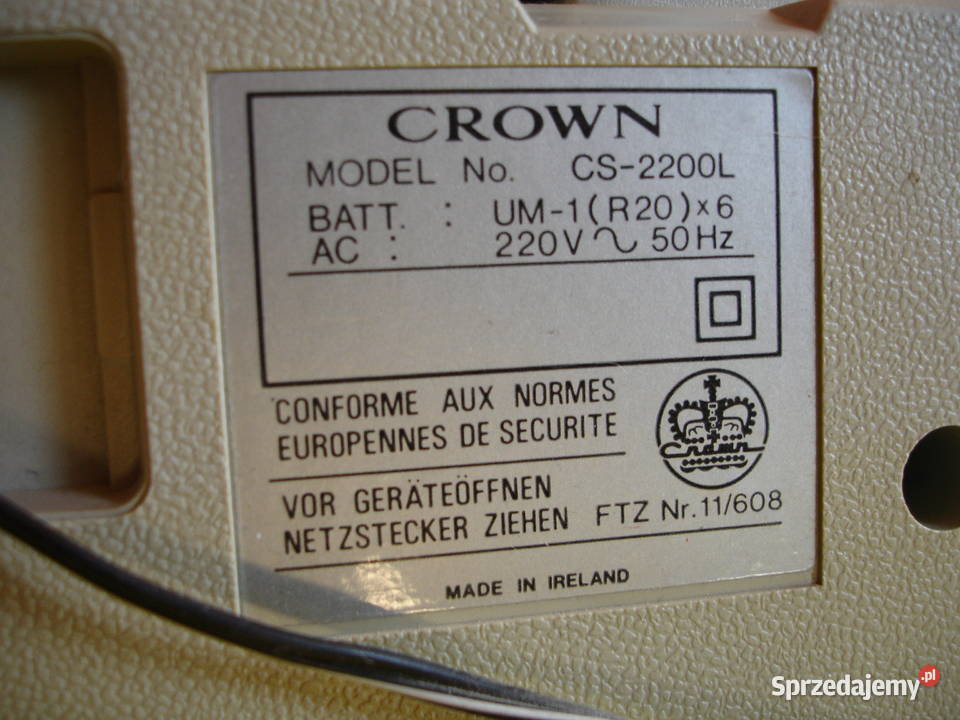 CROWN
MODEL No. CS-2200L
BATT. : UM-1(R20)×6
AC : 220V ∿ 50Hz
CONFORME AUX NORMES
EUROPENNES DE SECURITE
Crown
VOR GERÄTEÖFFNEN
NETZSTECKER ZIEHEN FTZ Nr. 11/608
MADE IN IRELAND
Sprzedajemy.pl